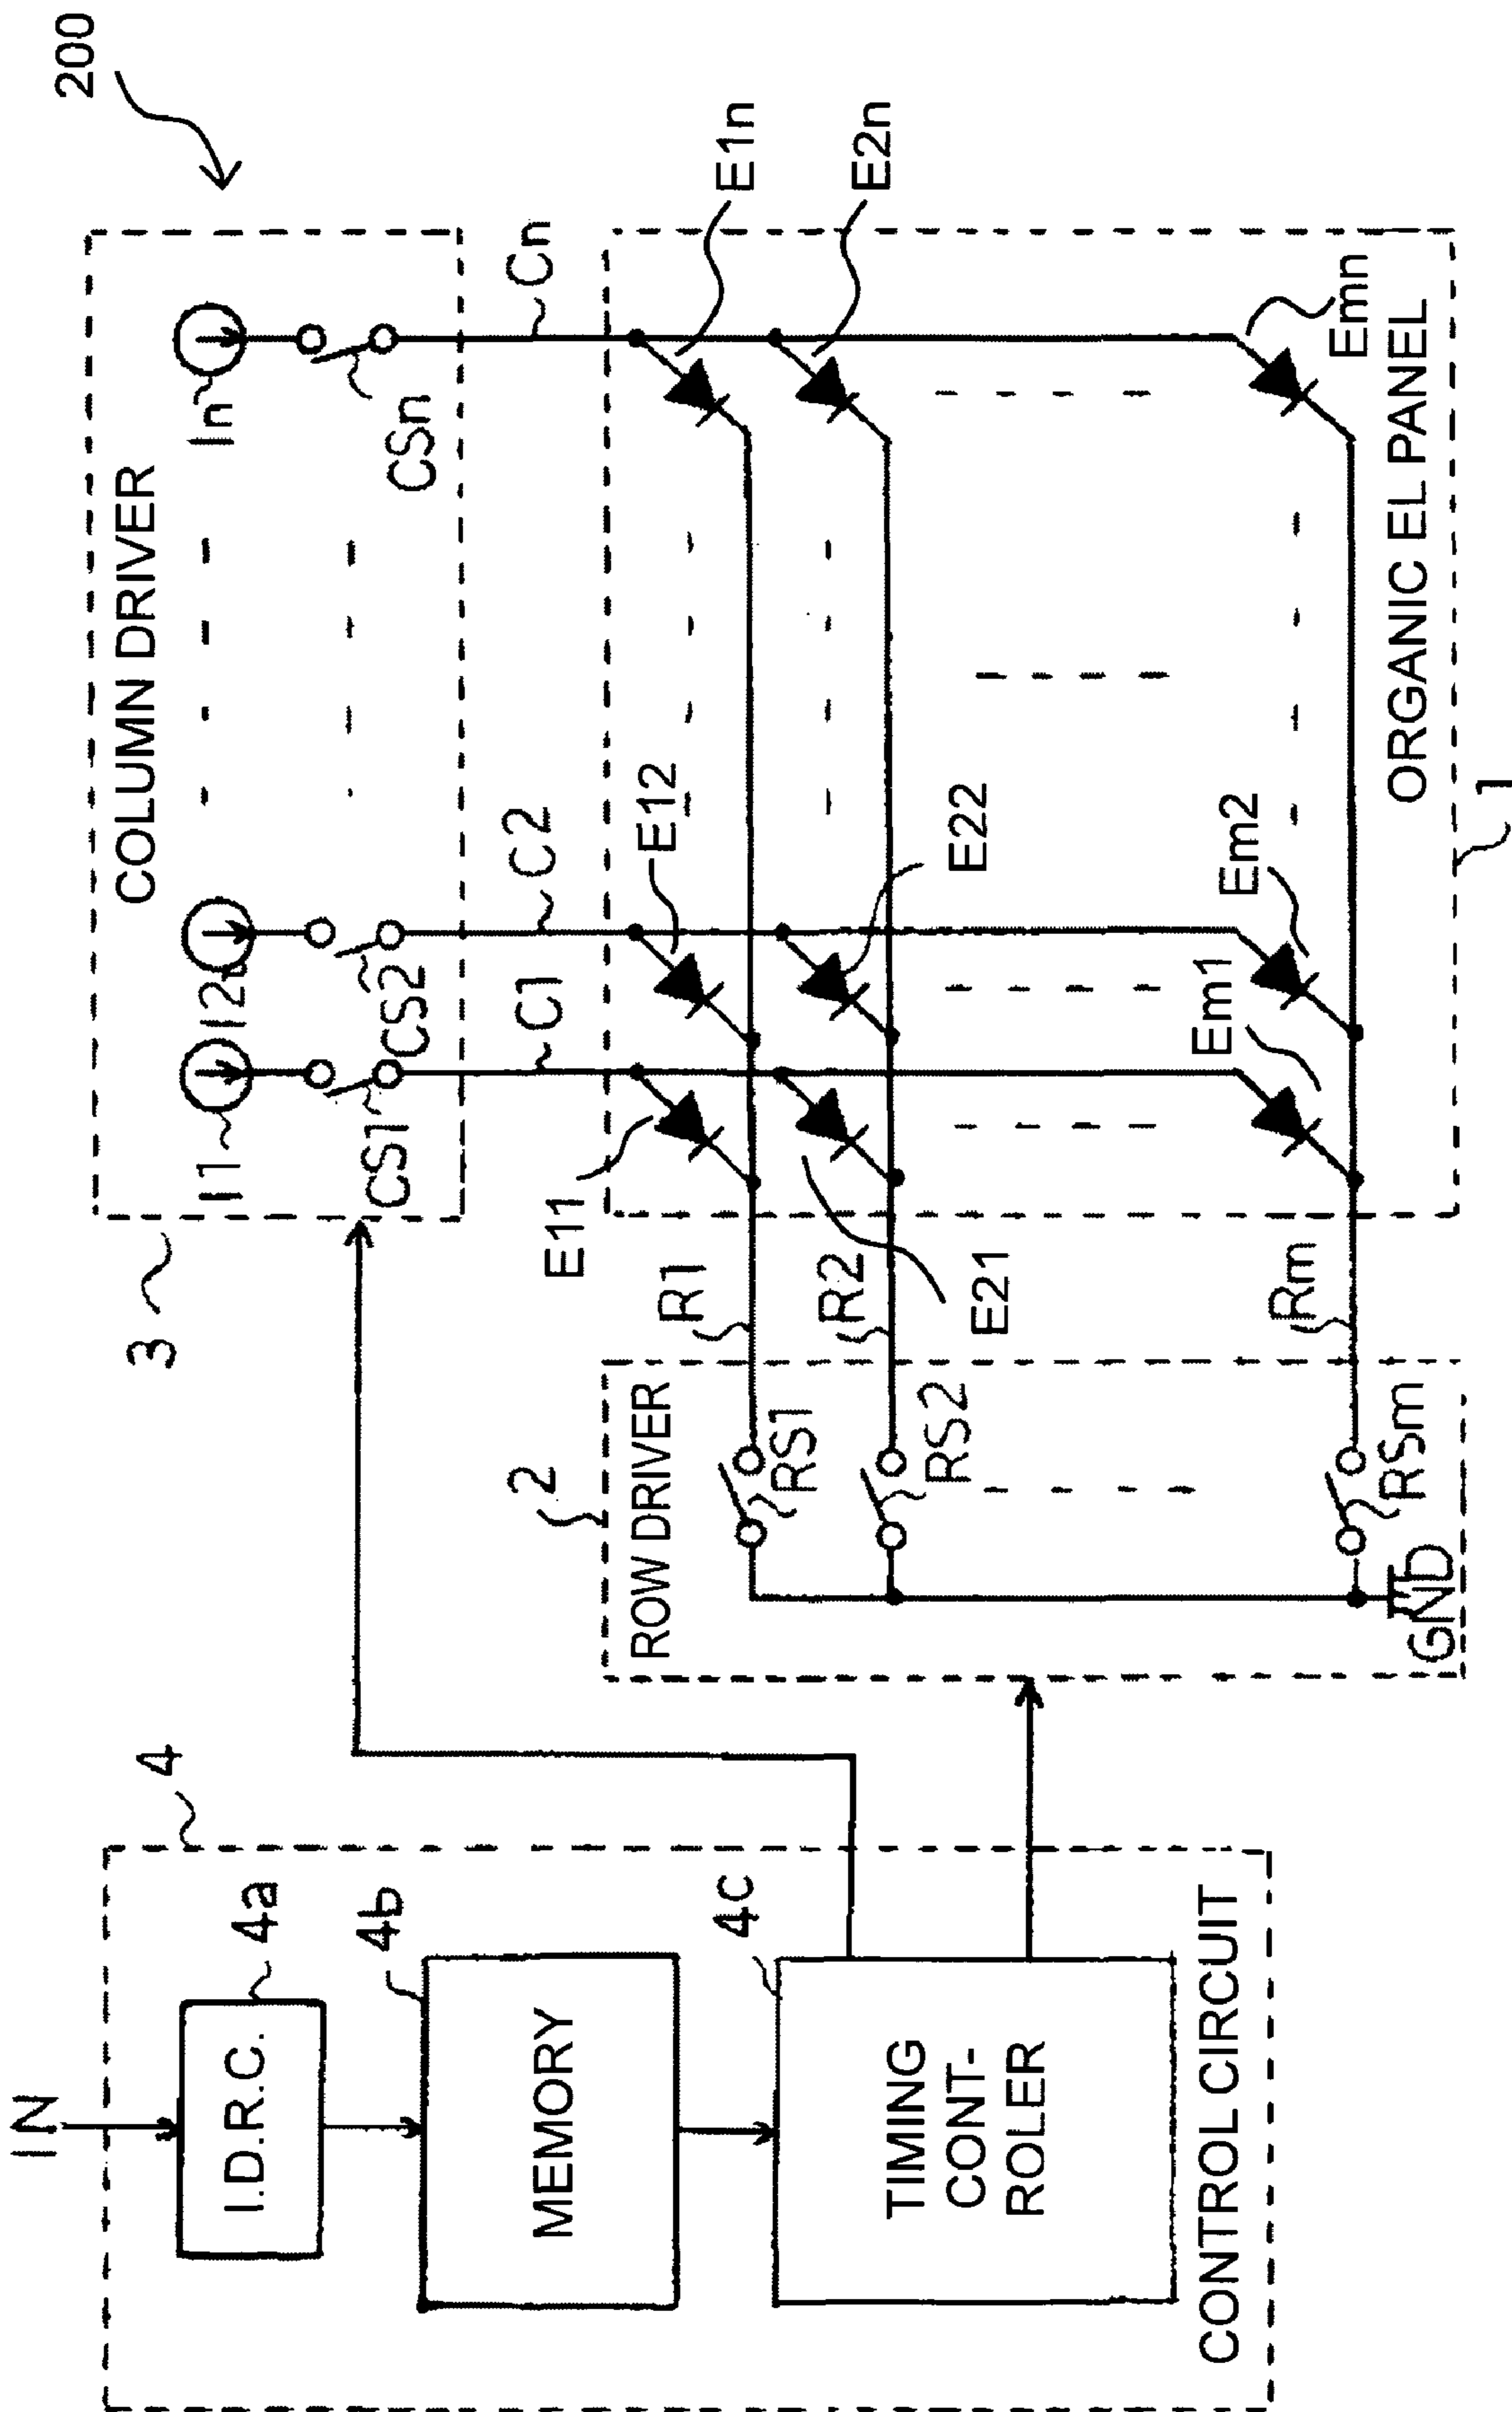 200
COLUMN DRIVER
I1
I2
In
CS1
CS2
CSn
3
C1
C2
Cn
E11
E12
E1n
E21
E22
E2n
Em1
Em2
Emn
ORGANIC EL PANEL
1
R1
R2
Rm
2
ROW DRIVER
RS1
RS2
RSm
GND
IN
4
I.D.R.C.
4a
MEMORY
4b
TIMING
CONT-
ROLER
4c
CONTROL CIRCUIT